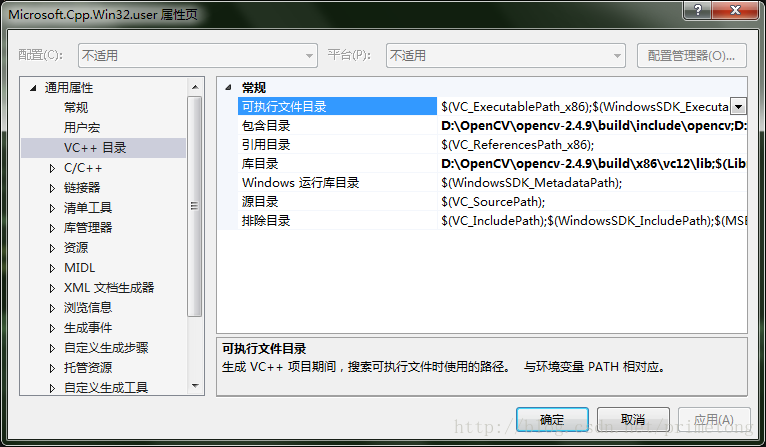 Microsoft.Cpp.Win32.user 属性页
配置(C): 不适用 平台(P): 不适用 配置管理器(O)...
通用属性
常规
用户宏
VC++ 目录
C/C++
链接器
清单工具
库管理器
资源
MIDL
XML 文档生成器
浏览信息
生成事件
自定义生成步骤
托管资源
自定义生成工具
常规
可执行文件目录 $(VC_ExecutablePath_x86);$(WindowsSDK_Executa
包含目录 D:\OpenCV\opencv-2.4.9\build\include\opencv;D:
引用目录 $(VC_ReferencesPath_x86);
库目录 D:\OpenCV\opencv-2.4.9\build\x86\vc12\lib;$(Lib
Windows 运行库目录 $(WindowsSDK_MetadataPath);
源目录 $(VC_SourcePath);
排除目录 $(VC_IncludePath);$(WindowsSDK_IncludePath);$(MSB
可执行文件目录
生成 VC++ 项目期间，搜索可执行文件时使用的路径。 与环境变量 PATH 相对应。
确定 取消 应用(A)
http://blog.csdn.net/primetong